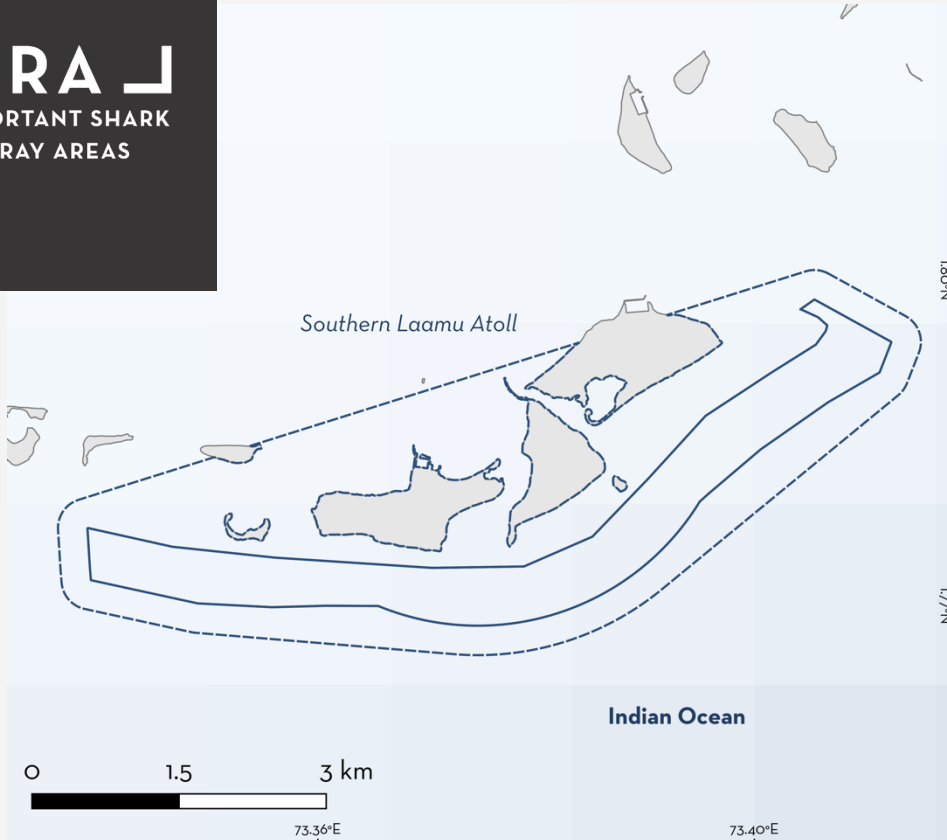 RA
ORTANT SHARK
RAY AREAS
Southern Laamu Atoll
Indian Ocean
0 1.5 3 km
73.36°E 73.40°E